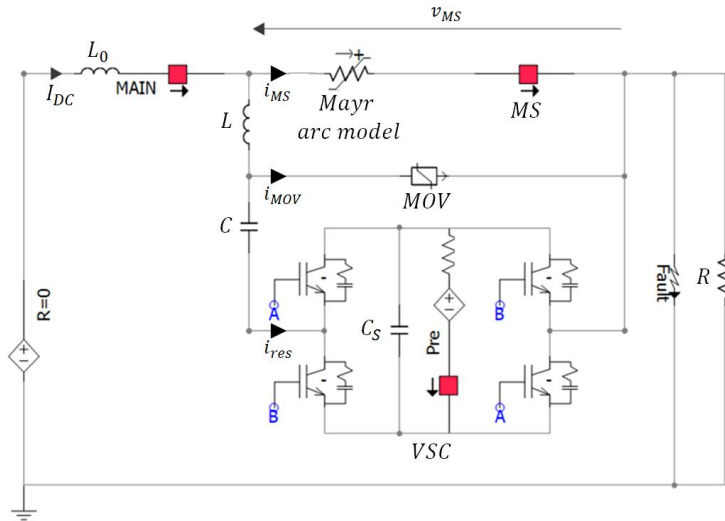 v_MS
L_0
MAIN
I_DC
i_MS
Mayr
arc model
MS
L
i_MOV
MOV
C
A
B
Fault
R
R=0
i_res
C_S
Pre
B
A
VSC